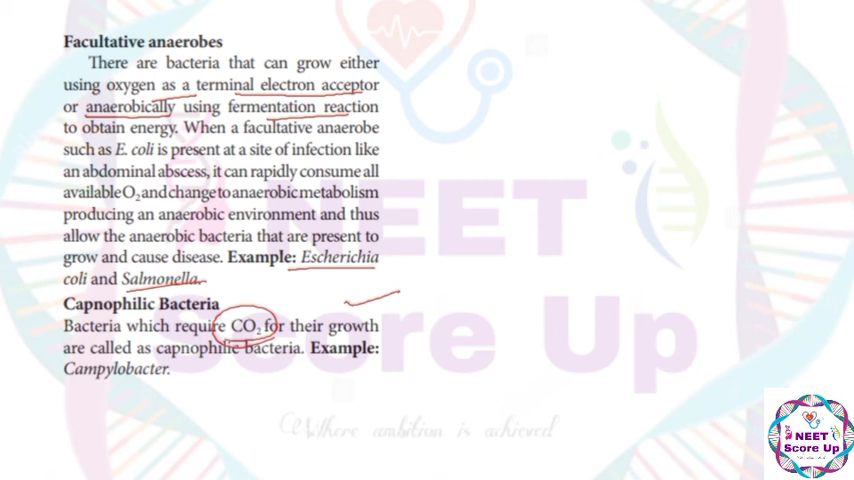 Facultative anaerobes
There are bacteria that can grow either
using oxygen as a terminal electron acceptor
or anaerobically using fermentation reaction
to obtain energy. When a facultative anaerobe
such as E. coli is present at a site of infection like
an abdominal abscess, it can rapidly consume all
available O₂ and change to anaerobic metabolism
producing an anaerobic environment and thus
allow the anaerobic bacteria that are present to
grow and cause disease. Example: Escherichia
coli and Salmonella.
Capnophilic Bacteria
Bacteria which require CO₂ for their growth
are called as capnophilic bacteria. Example:
Campylobacter.
NEET
Score Up
Where ambition is achieved
NEET
Score Up